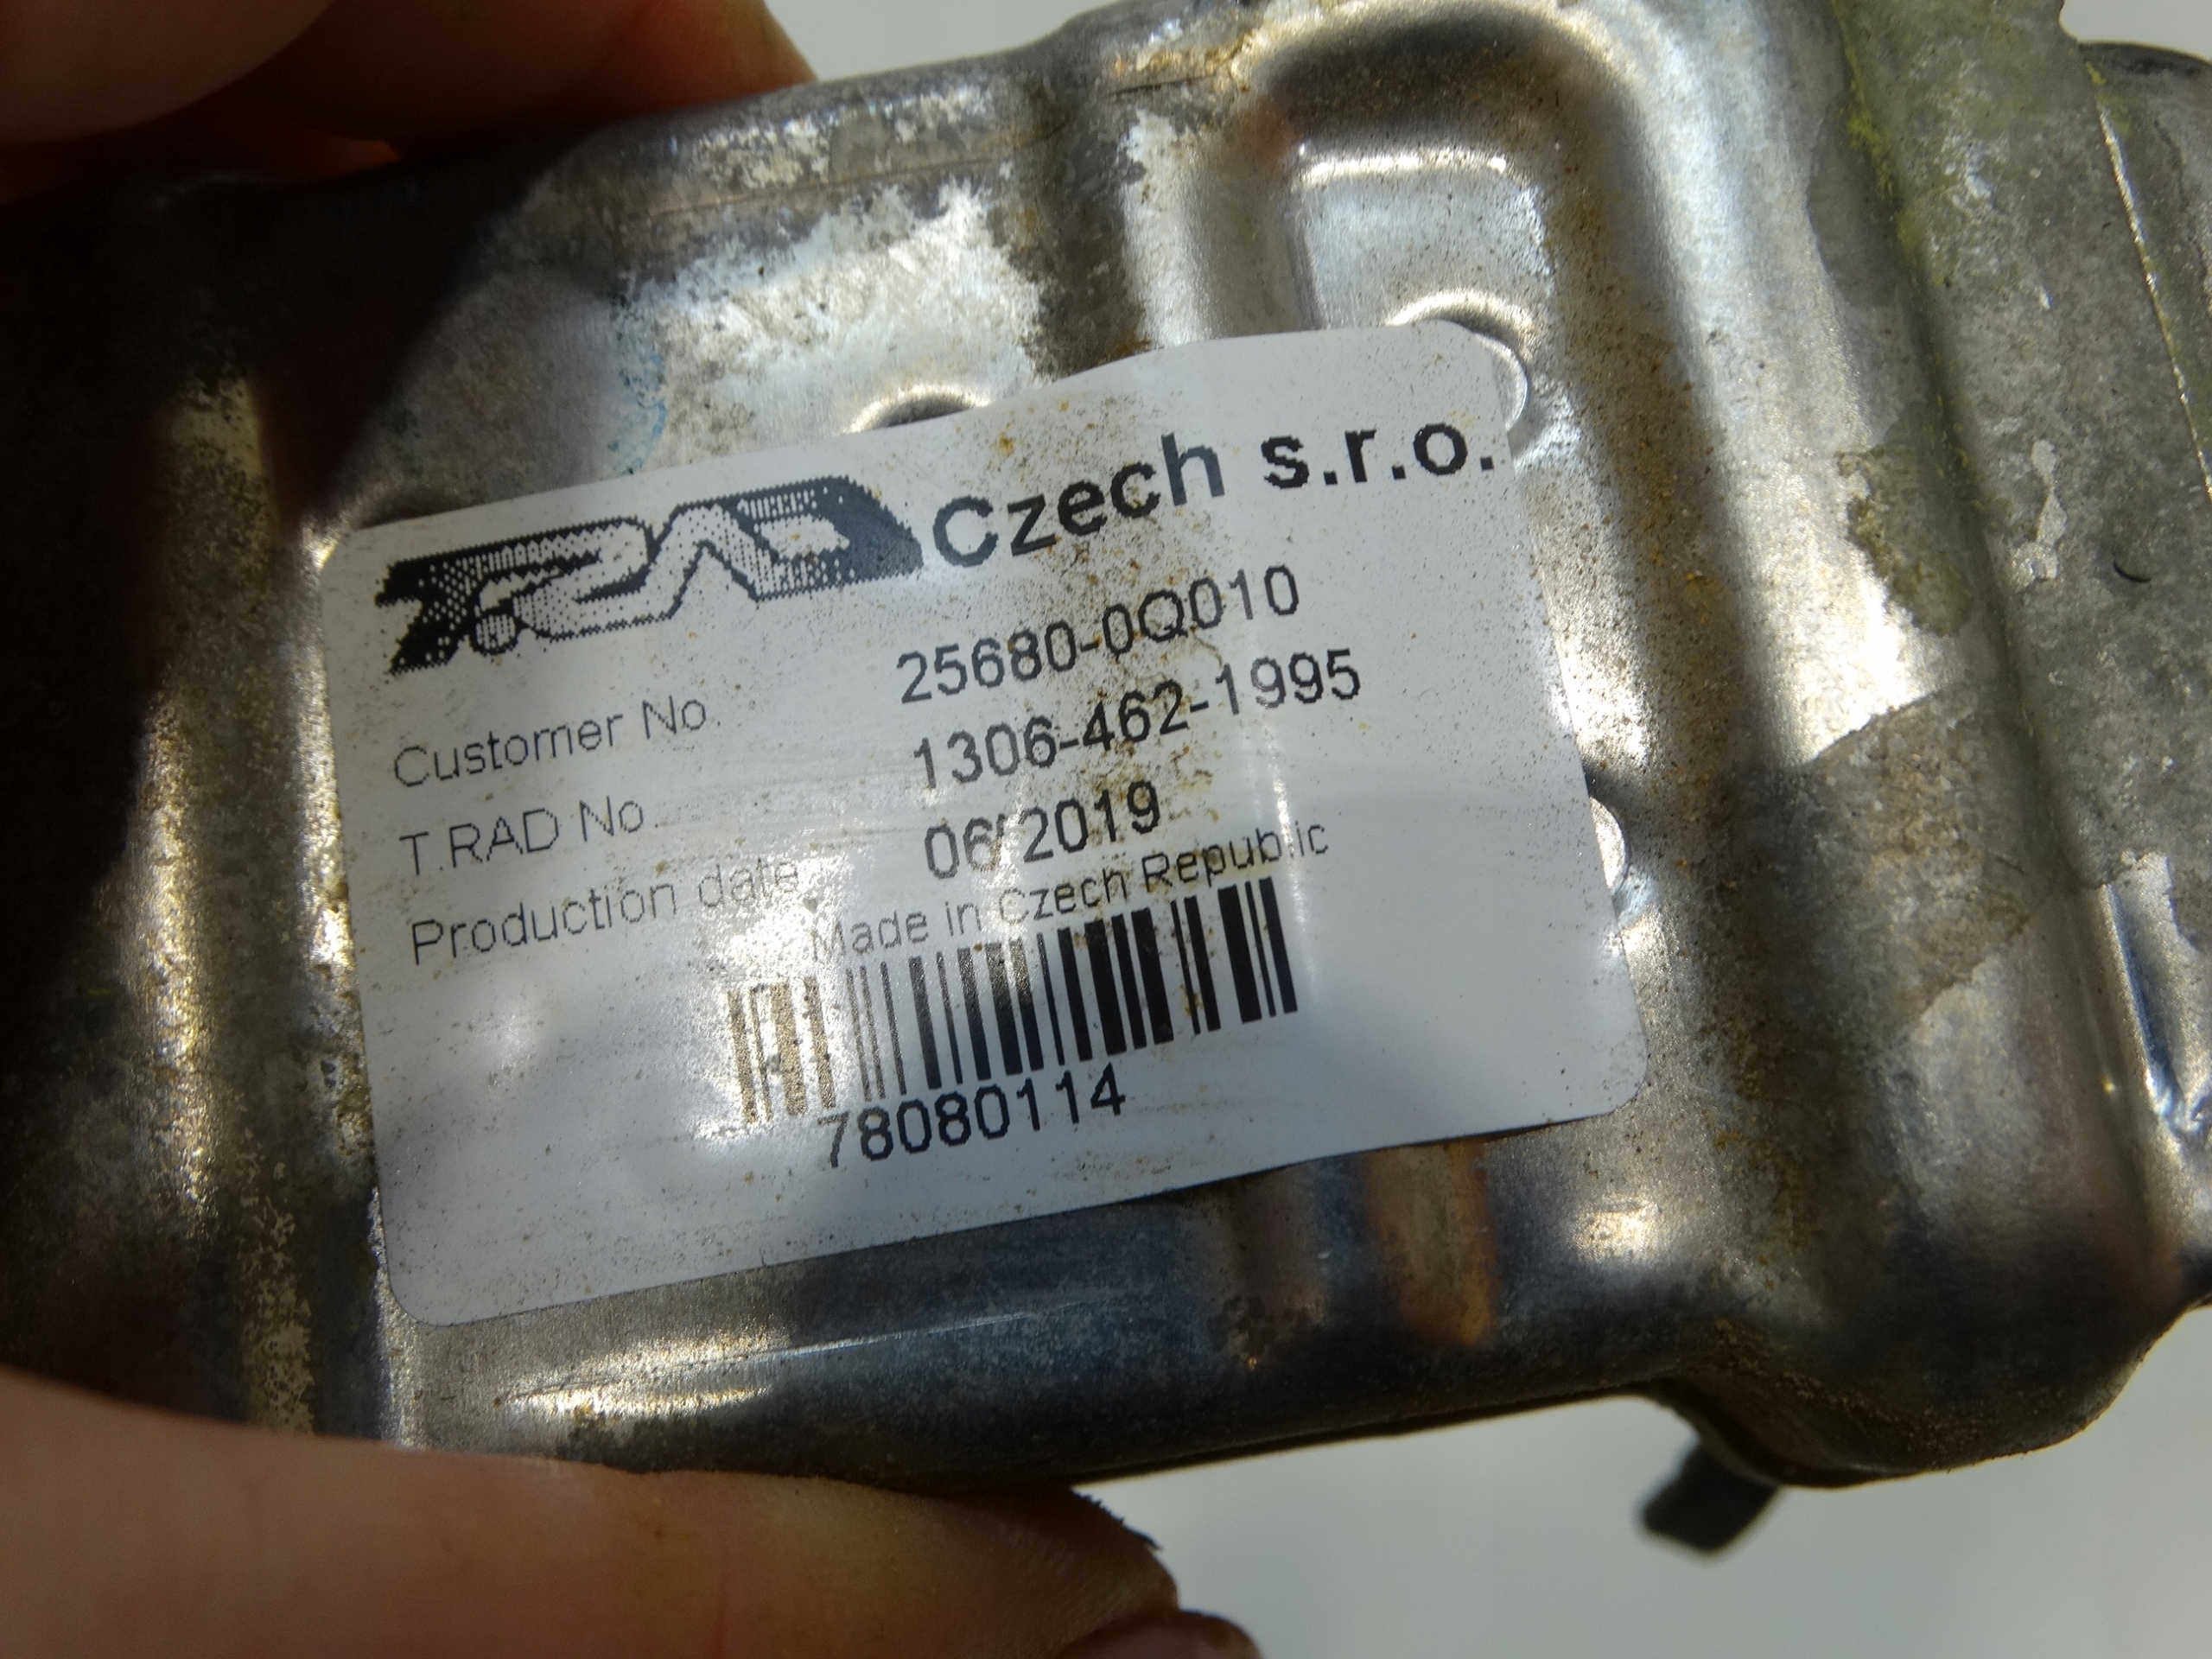 TRAD Czech s.r.o.
Customer No. 25680-0Q010
T.RAD No. 1306-462-1995
Production date 06/2019
Made in Czech Republic
78080114